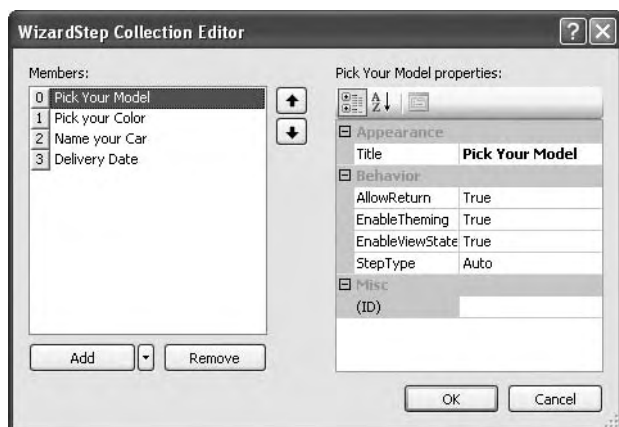 WizardStep Collection Editor
Members:
0 Pick Your Model
1 Pick your Color
2 Name your Car
3 Delivery Date
Add
Remove
Pick Your Model properties:
Appearance
Title Pick Your Model
Behavior
AllowReturn True
EnableTheming True
EnableViewState True
StepType Auto
Misc
(ID)
OK
Cancel